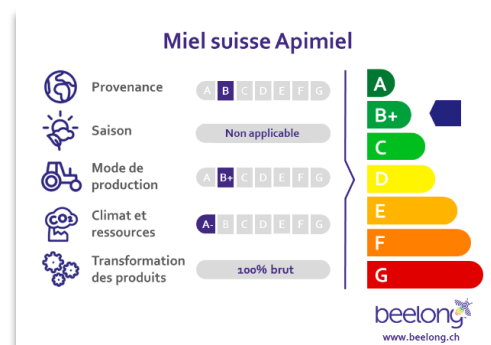 Miel suisse Apimiel
Provenance
A B C D E F G
Saison
Non applicable
Mode de
production
A B+ C D E F G
CO2
Climat et
ressources
A- B C D E F G
Transformation
des produits
100% brut
A
B+
C
D
E
F
G
beelong
www.beelong.ch